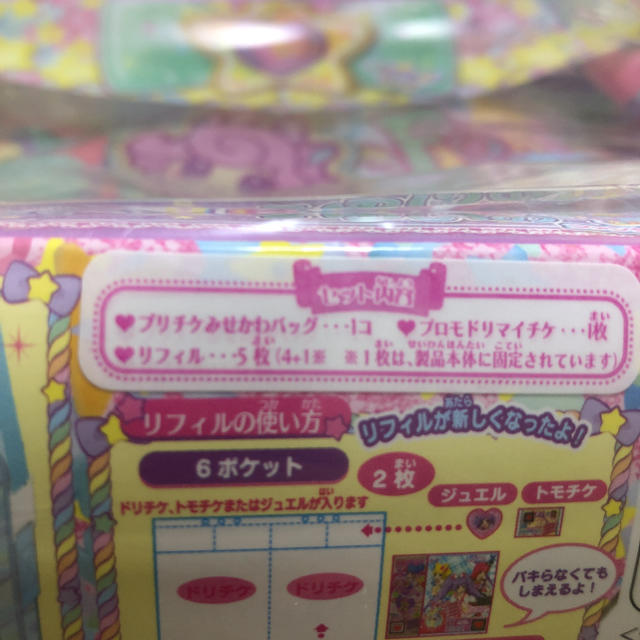 セット内容
♥プリチケみせかわバッグ・・・1コ ♥プロモドリマイチケ・・・1枚
♥リフィル・・・5枚(4+1※ ※1枚は、製品本体に固定されています)
リフィルの使い方
リフィルが新しくなったよ!
6ポケット
2枚
ドリチケ、トモチケまたはジュエルが入ります
ジュエル
トモチケ
ドリチケ
ドリチケ
パキらなくても
しまえるよ!